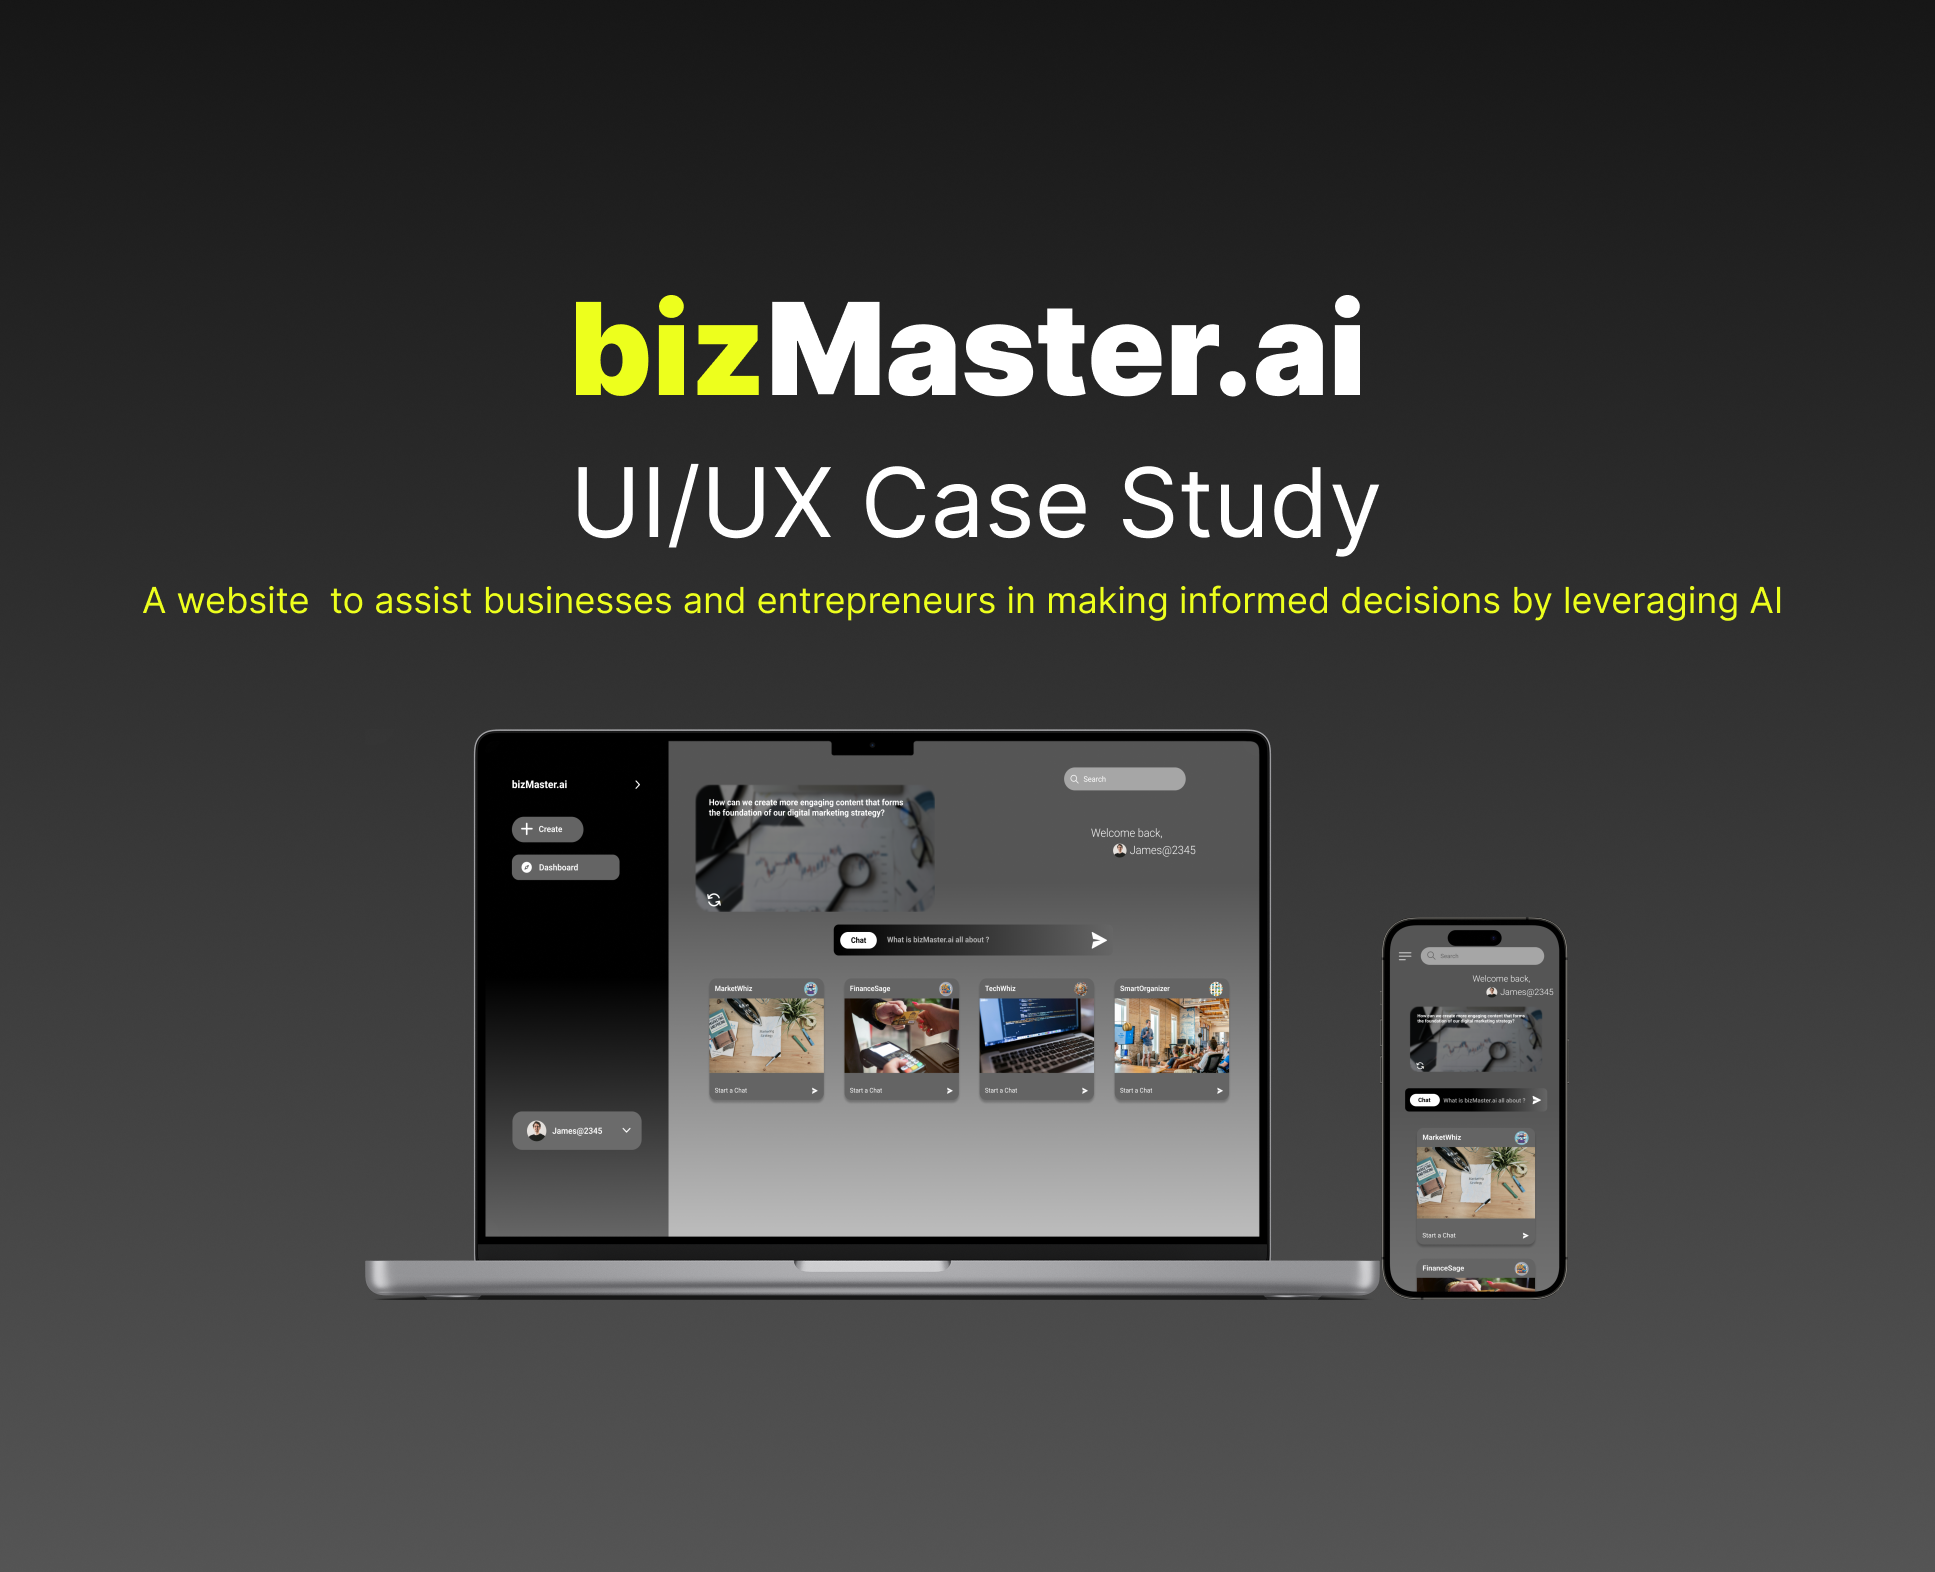 bizMaster.ai
UI/UX Case Study
A website  to assist businesses and entrepreneurs in making informed decisions by leveraging AI
bizMaster.ai
Create
Dashboard
James@2345
Search
How can we create more engaging content that forms
the foundation of our digital marketing strategy?
Welcome back,
James@2345
Chat What is bizMaster.ai all about ?
MarketWhiz
Start a Chat
FinanceSage
Start a Chat
TechWhiz
Start a Chat
SmartOrganizer
Start a Chat
Search
Welcome back,
James@2345
How can we create more engaging content that forms
the foundation of our digital marketing strategy?
Chat What is bizMaster.ai all about ?
MarketWhiz
Start a Chat
FinanceSage